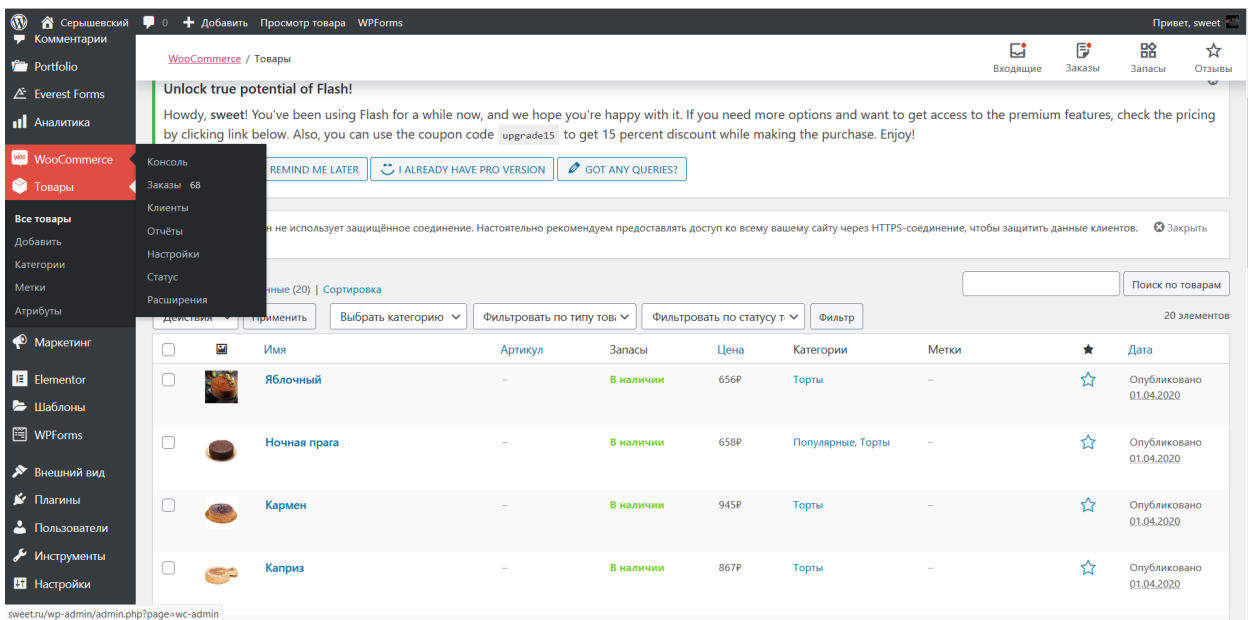 Серышевский 0 Добавить Просмотр товара WPForms Привет, sweet
Комментарии
Portfolio
Everest Forms
Аналитика
WooCommerce
Товары
Все товары
Добавить
Категории
Метки
Атрибуты
Маркетинг
Elementor
Шаблоны
WPForms
Внешний вид
Плагины
Пользователи
Инструменты
Настройки
Консоль
Заказы 68
Клиенты
Отчёты
Настройки
Статус
Расширения
WooCommerce / Товары
Входящие Заказы Запасы Отзывы
Unlock true potential of Flash!
Howdy, sweet! You've been using Flash for a while now, and we hope you're happy with it. If you need more options and want to get access to the premium features, check the pricing
by clicking link below. Also, you can use the coupon code upgrade15 to get 15 percent discount while making the purchase. Enjoy!
REMIND ME LATER I ALREADY HAVE PRO VERSION GOT ANY QUERIES?
н не использует защищённое соединение. Настоятельно рекомендуем предоставлять доступ ко всему вашему сайту через HTTPS-соединение, чтобы защитить данные клиентов. Закрыть
нные (20) | Сортировка
Поиск по товарам
Действия Применить Выбрать категорию Фильтровать по типу това Фильтровать по статусу т Фильтр 20 элементов
Имя Артикул Запасы Цена Категории Метки Дата
Яблочный – В наличии 656₽ Торты – Опубликовано
01.04.2020
Ночная прага – В наличии 658₽ Популярные, Торты – Опубликовано
01.04.2020
Кармен – В наличии 945₽ Торты – Опубликовано
01.04.2020
Каприз – В наличии 867₽ Торты – Опубликовано
01.04.2020
sweet.ru/wp-admin/admin.php?page=wc-admin